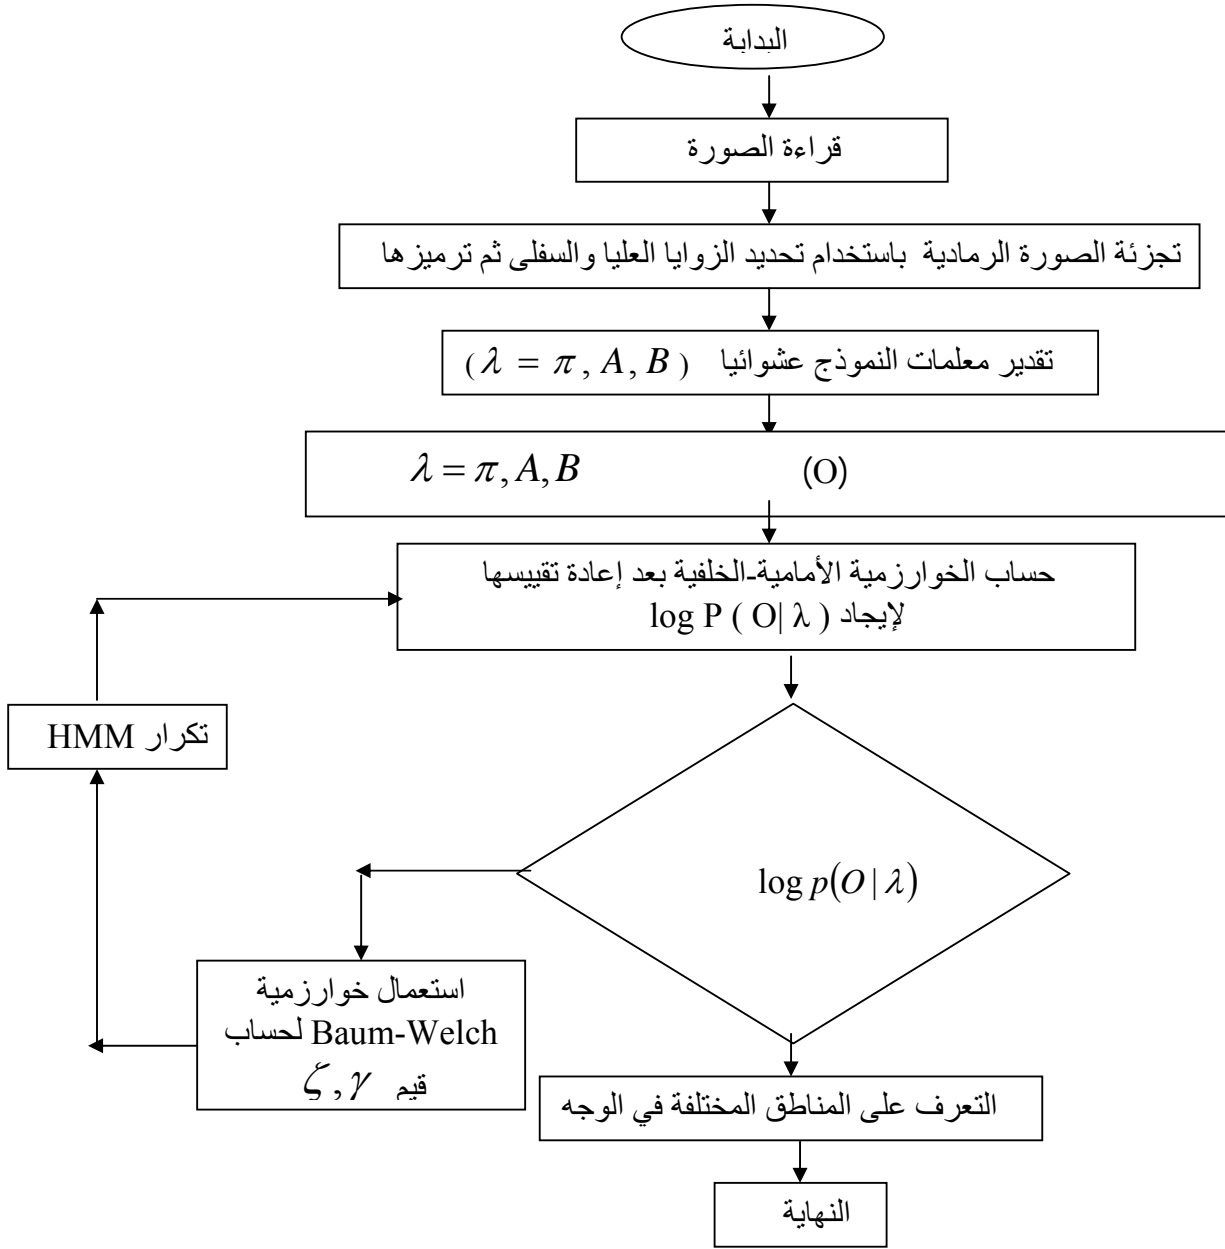 البداية
قراءة الصورة
تجزئة الصورة الرمادية باستخدام تحديد الزوايا العليا والسفلى ثم ترميزها
تقدير معلمات النموذج عشوائيا (λ = π, A, B)
λ = π, A, B (O)
حساب الخوارزمية الأمامية-الخلفية بعد إعادة تقييسها
لإيجاد log P ( O| λ )
تكرار HMM
log p(O | λ)
استعمال خوارزمية
Baum-Welch لحساب
قيم ζ, γ
التعرف على المناطق المختلفة في الوجه
النهاية